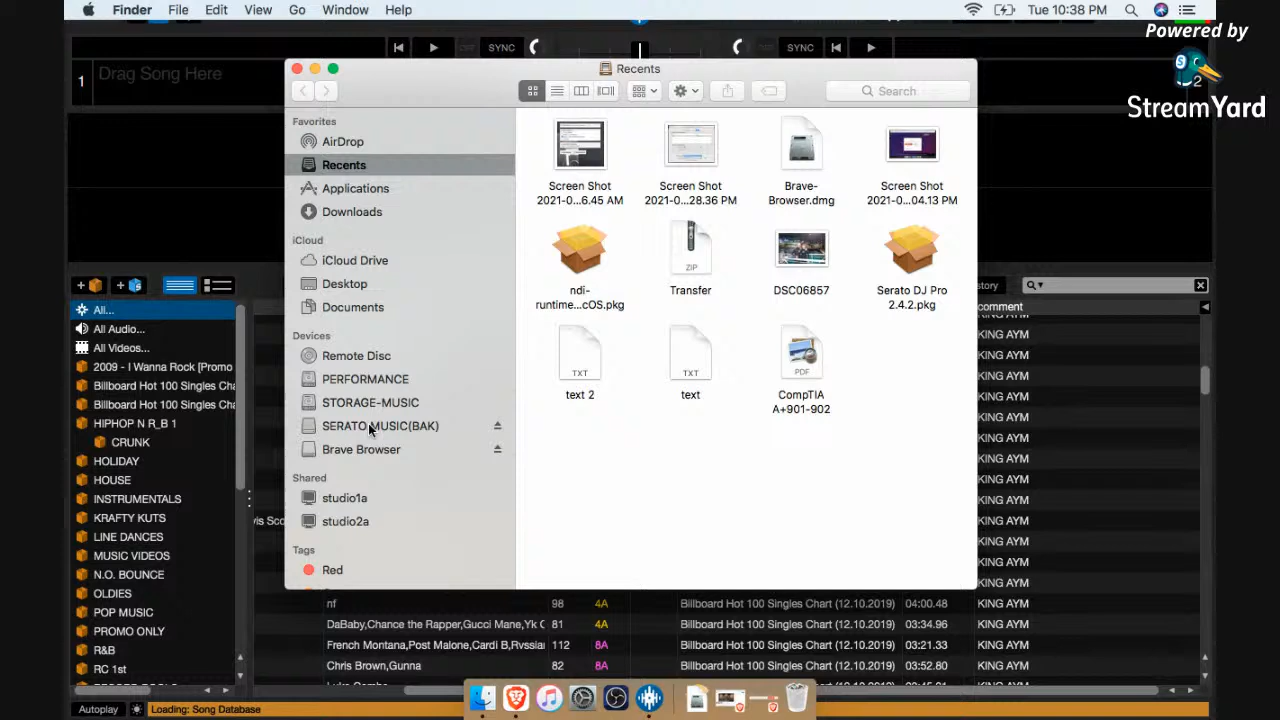 Finder File Edit View Go Window Help Tue 10:38 PM
Powered by
StreamYard
SYNC SYNC
1 Drag Song Here
Recents
Search
Favorites
AirDrop
Recents
Applications
Downloads
iCloud
iCloud Drive
Desktop
Documents
Devices
Remote Disc
PERFORMANCE
STORAGE-MUSIC
SERATO MUSIC(BAK)
Brave Browser
Shared
studio1a
studio2a
Tags
Red
Screen Shot
2021-0...6.45 AM
Screen Shot
2021-0...28.36 PM
Brave-
Browser.dmg
Screen Shot
2021-0...04.13 PM
ndi-
runtime...cOS.pkg
ZIP
Transfer
DSC06857
Serato DJ Pro
2.4.2.pkg
TXT
text 2
TXT
text
PDF
CompTIA
A+901-902
All...
All Audio...
All Videos...
2009 - I Wanna Rock [Promo
Billboard Hot 100 Singles Cha
Billboard Hot 100 Singles Cha
HIPHOP N R_B 1
CRUNK
HOLIDAY
HOUSE
INSTRUMENTALS
KRAFTY KUTS
LINE DANCES
MUSIC VIDEOS
N.O. BOUNCE
OLDIES
POP MUSIC
PROMO ONLY
R&B
RC 1st
story
comment
KING AYM
KING AYM
KING AYM
KING AYM
KING AYM
KING AYM
KING AYM
KING AYM
KING AYM
KING AYM
vis Sco KING AYM
KING AYM
KING AYM
KING AYM
nf 98 4A Billboard Hot 100 Singles Chart (12.10.2019) 04:00.48 KING AYM
DaBaby,Chance the Rapper,Gucci Mane,Yk C 81 4A Billboard Hot 100 Singles Chart (12.10.2019) 03:34.96 KING AYM
French Montana,Post Malone,Cardi B,Rvssian 112 8A Billboard Hot 100 Singles Chart (12.10.2019) 03:21.33 KING AYM
Chris Brown,Gunna 82 8A Billboard Hot 100 Singles Chart (12.10.2019) 03:52.80 KING AYM
Autoplay Loading: Song Database